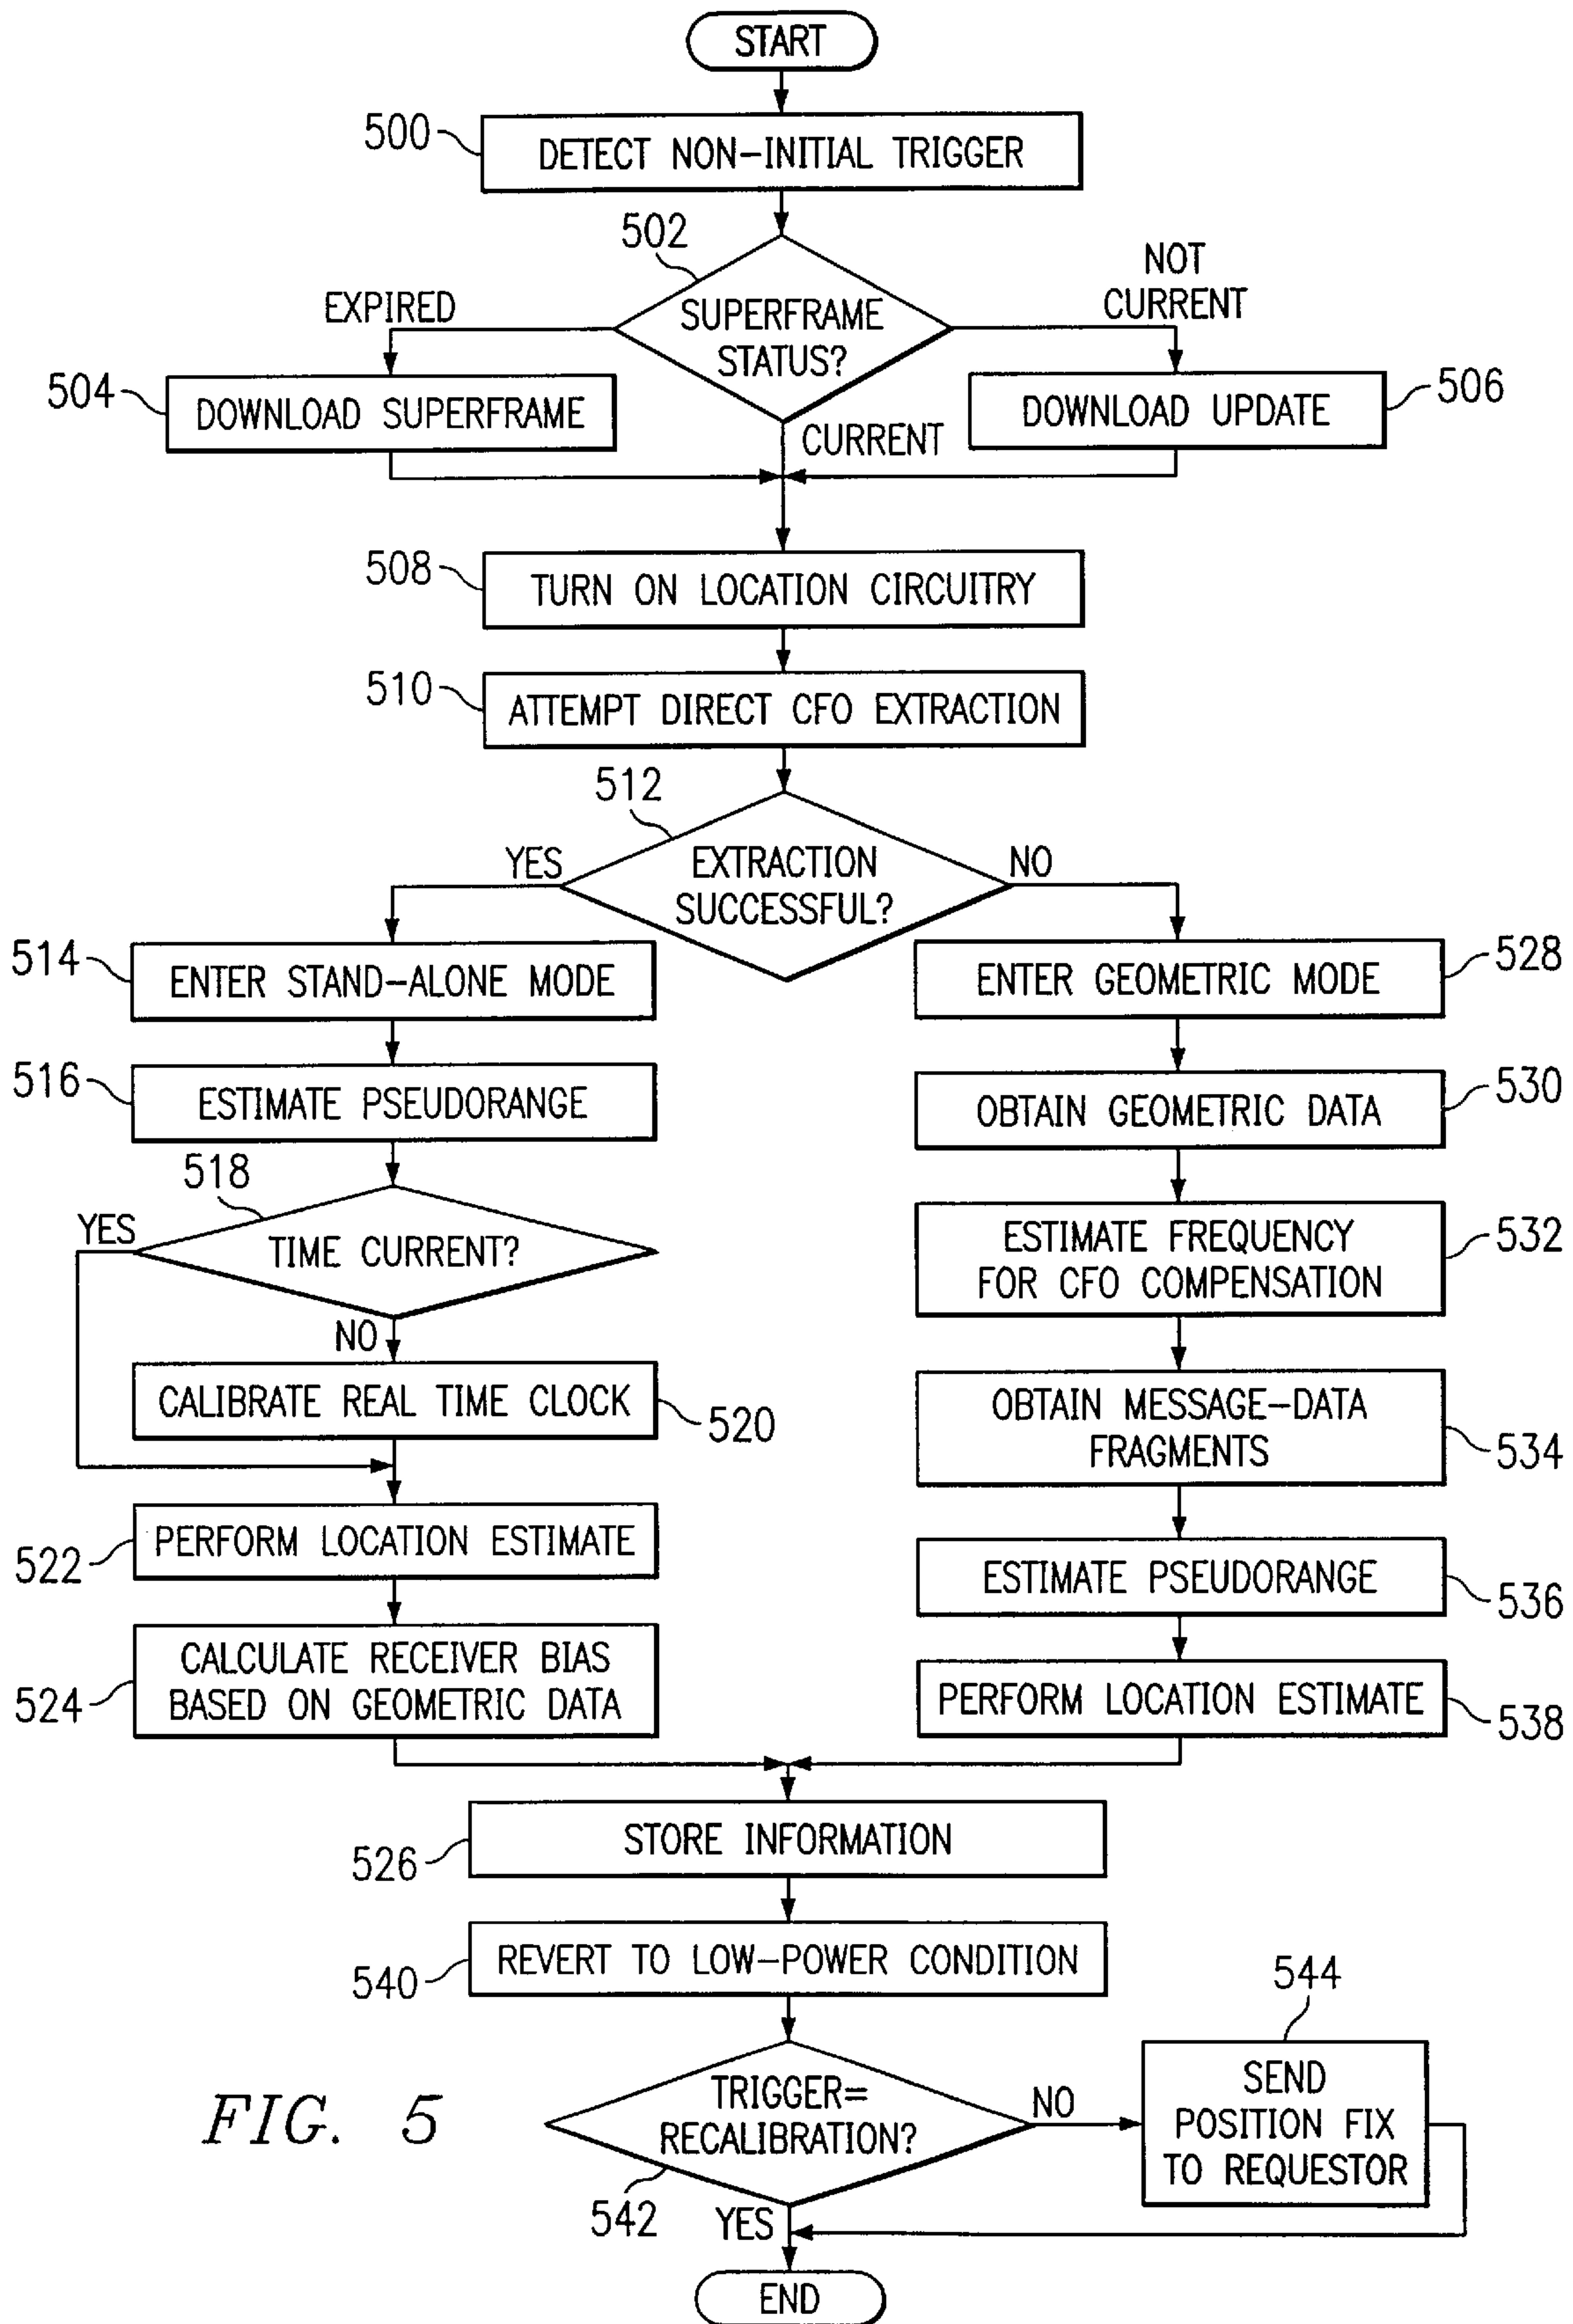 START
500
DETECT NON-INITIAL TRIGGER
502
EXPIRED
SUPERFRAME
STATUS?
NOT
CURRENT
504
DOWNLOAD SUPERFRAME
CURRENT
DOWNLOAD UPDATE
506
508
TURN ON LOCATION CIRCUITRY
510
ATTEMPT DIRECT CFO EXTRACTION
512
YES
EXTRACTION
SUCCESSFUL?
NO
514
ENTER STAND-ALONE MODE
516
ESTIMATE PSEUDORANGE
518
YES
TIME CURRENT?
NO
CALIBRATE REAL TIME CLOCK
520
522
PERFORM LOCATION ESTIMATE
524
CALCULATE RECEIVER BIAS
BASED ON GEOMETRIC DATA
ENTER GEOMETRIC MODE
528
OBTAIN GEOMETRIC DATA
530
ESTIMATE FREQUENCY
FOR CFO COMPENSATION
532
OBTAIN MESSAGE-DATA
FRAGMENTS
534
ESTIMATE PSEUDORANGE
536
PERFORM LOCATION ESTIMATE
538
526
STORE INFORMATION
540
REVERT TO LOW-POWER CONDITION
TRIGGER=
RECALIBRATION?
542
NO
544
SEND
POSITION FIX
TO REQUESTOR
YES
END
FIG. 5